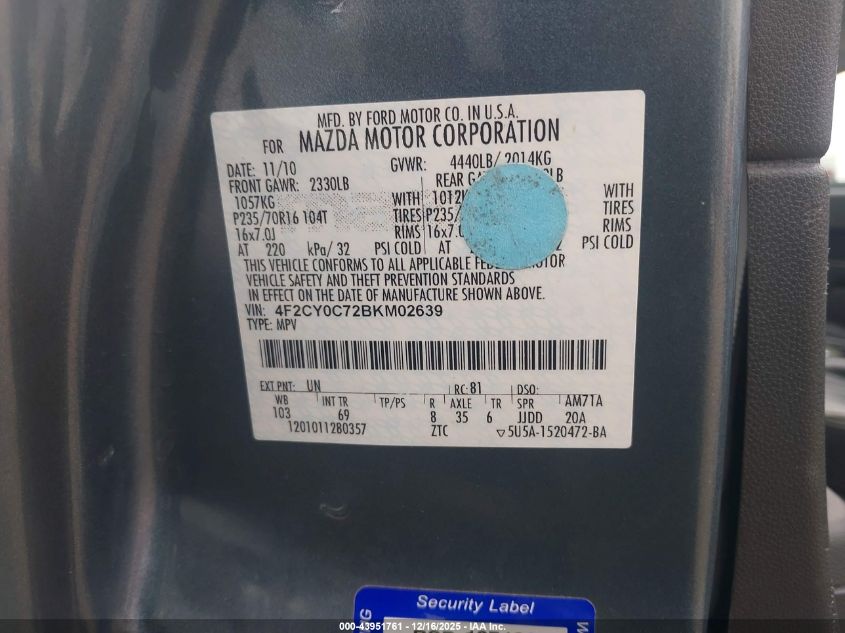 MFD. BY FORD MOTOR CO. IN U.S.A.
FOR MAZDA MOTOR CORPORATION
DATE: 11/10 GVWR: 4440LB/ 2014KG
FRONT GAWR: 2330LB REAR LB
1057KG WITH WITH
P235/70R16 104T TIRES P235/ TIRES
16x7.0J RIMS RIMS
AT 220 kPa/ 32 PSI COLD AT PSI COLD
THIS VEHICLE CONFORMS TO ALL APPLICABLE MOTOR
VEHICLE SAFETY AND THEFT PREVENTION STANDARDS
IN EFFECT ON THE DATE OF MANUFACTURE SHOWN ABOVE.
VIN: 4F2CY0C72BKM02639
TYPE: MPV
EXT PNT: UN RC: 81 DSO:
WB INT TR TP/PS R AXLE TR SPR AM71A
103 69 8 35 6 JJDD 20A
1201011280357 ZTC ▽5U5A-1520472-BA
Security Label
000-43951761 - 12/16/2025 - IAA Inc.